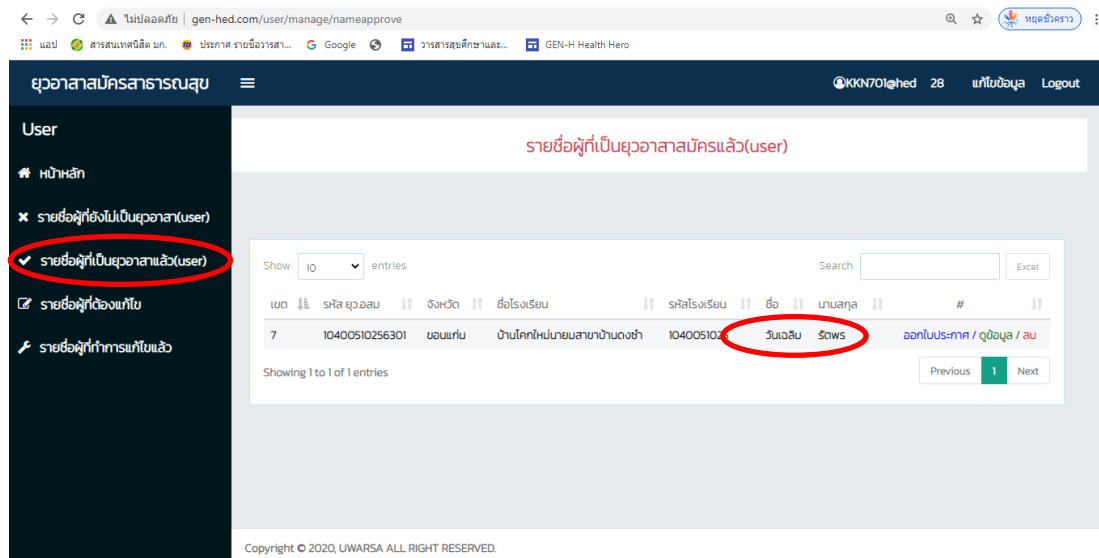 ไม่ปลอดภัย | gen-hed.com/user/manage/nameapprove หยุดชั่วคราว
แอป สารสนเทศนิสิต มก. ประกาศ รายชื่อวารสา... Google วารสารสุขศึกษาและ... GEN-H Health Hero
ยุวอาสาสมัครสาธารณสุข KKN701@hed 28 แก้ไขข้อมูล Logout
User
รายชื่อผู้ที่เป็นยุวอาสาสมัครแล้ว(user)
หน้าหลัก
รายชื่อผู้ที่ยังไม่เป็นยุวอาสา(user)
รายชื่อผู้ที่เป็นยุวอาสาแล้ว(user)
Show 10 entries Search: Excel
รายชื่อผู้ที่ต้องแก้ไข
เขต รหัส ยุว.อสม จังหวัด ชื่อโรงเรียน รหัสโรงเรียน ชื่อ นามสกุล #
7 10400510256301 ขอนแก่น บ้านโคกใหม่นายมสาขาบ้านดงซำ วันเฉลิม รัตพร ออกใบประกาศ / ดูข้อมูล / ลบ
รายชื่อผู้ที่ทำการแก้ไขแล้ว
Showing 1 to 1 of 1 entries Previous 1 Next
Copyright © 2020, UWARSA ALL RIGHT RESERVED.